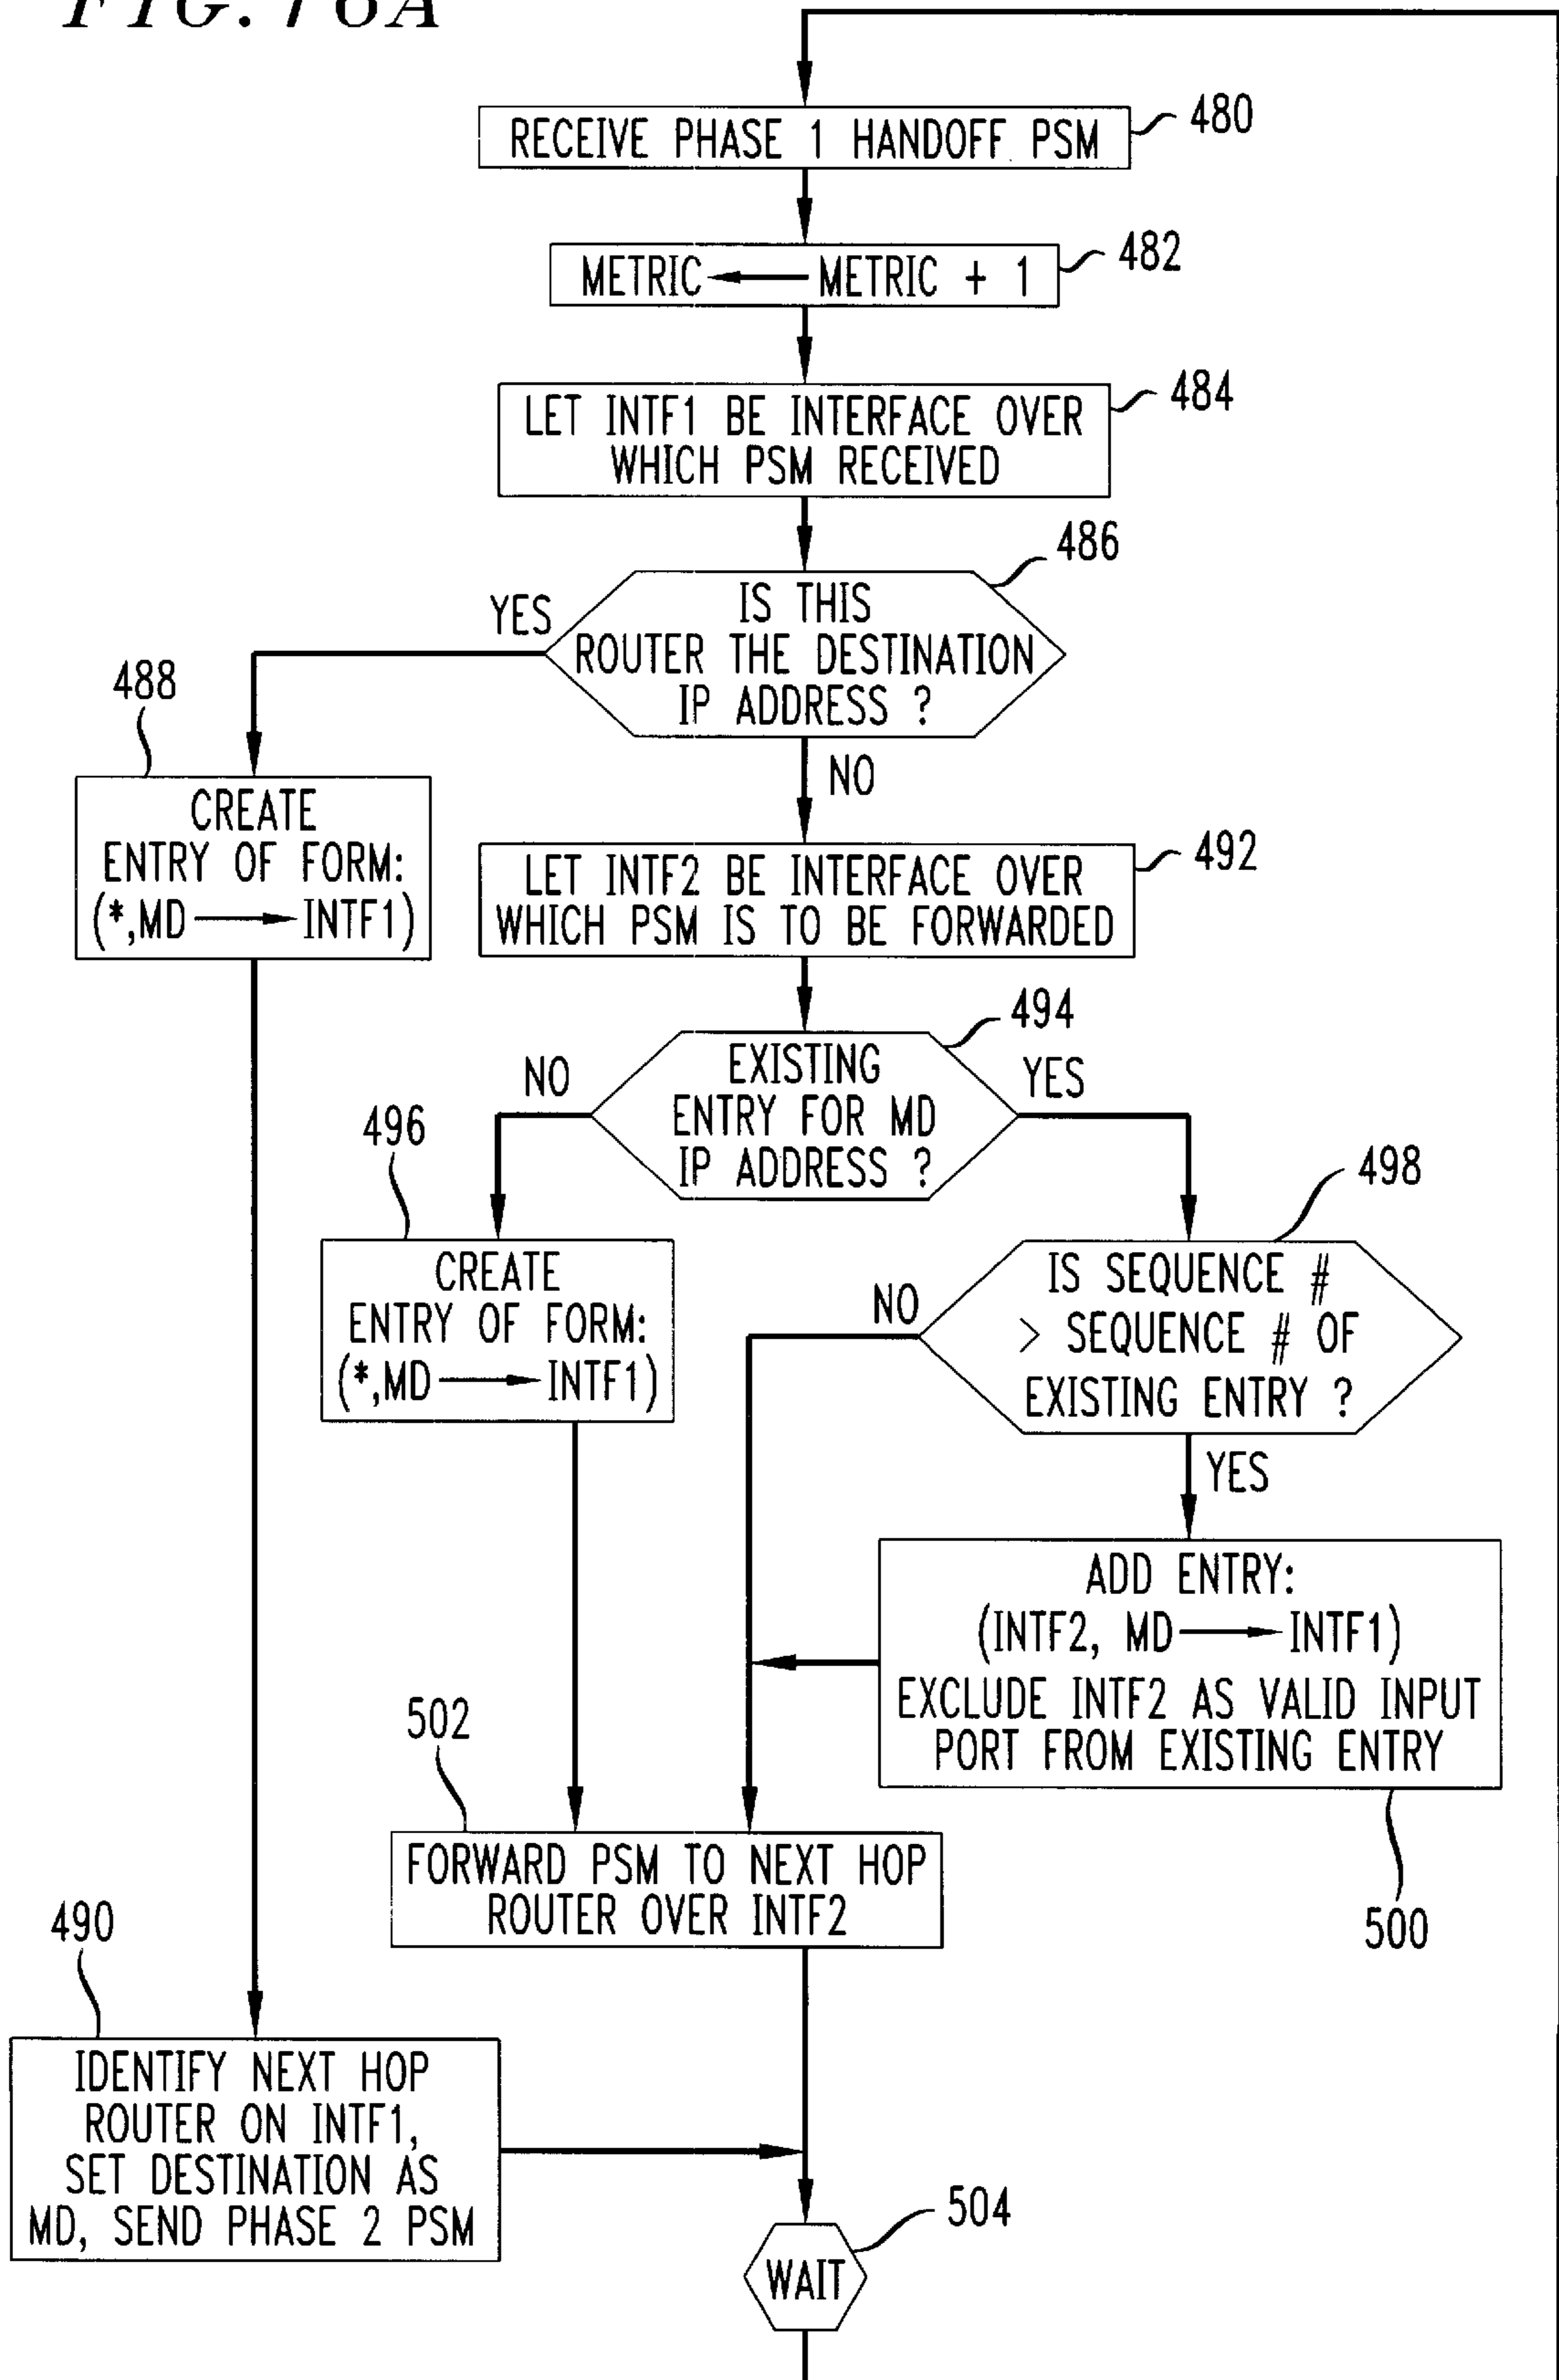 FIG. 16A
RECEIVE PHASE 1 HANDOFF PSM
480
METRIC ← METRIC + 1
482
LET INTF1 BE INTERFACE OVER
WHICH PSM RECEIVED
484
IS THIS
ROUTER THE DESTINATION
IP ADDRESS ?
486
YES
NO
488
CREATE
ENTRY OF FORM:
(*,MD → INTF1)
LET INTF2 BE INTERFACE OVER
WHICH PSM IS TO BE FORWARDED
492
EXISTING
ENTRY FOR MD
IP ADDRESS ?
494
NO
YES
496
CREATE
ENTRY OF FORM:
(*,MD → INTF1)
IS SEQUENCE #
> SEQUENCE # OF
EXISTING ENTRY ?
498
NO
YES
ADD ENTRY:
(INTF2, MD → INTF1)
EXCLUDE INTF2 AS VALID INPUT
PORT FROM EXISTING ENTRY
500
502
FORWARD PSM TO NEXT HOP
ROUTER OVER INTF2
490
IDENTIFY NEXT HOP
ROUTER ON INTF1,
SET DESTINATION AS
MD, SEND PHASE 2 PSM
WAIT
504